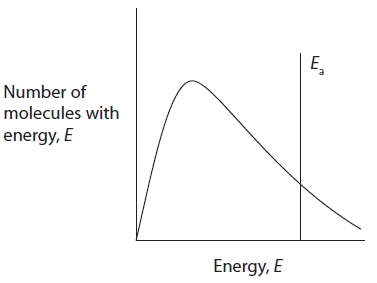 Eₐ
Number of
molecules with
energy, E
Energy, E